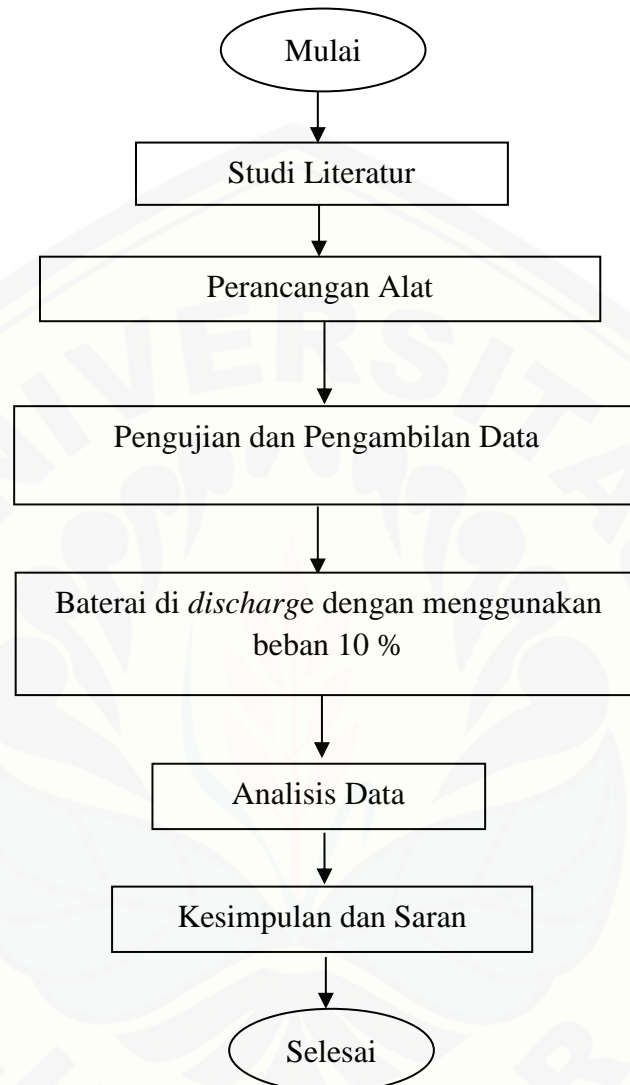 Mulai
Studi Literatur
Perancangan Alat
Pengujian dan Pengambilan Data
Baterai di discharge dengan menggunakan
beban 10 %
Analisis Data
Kesimpulan dan Saran
Selesai